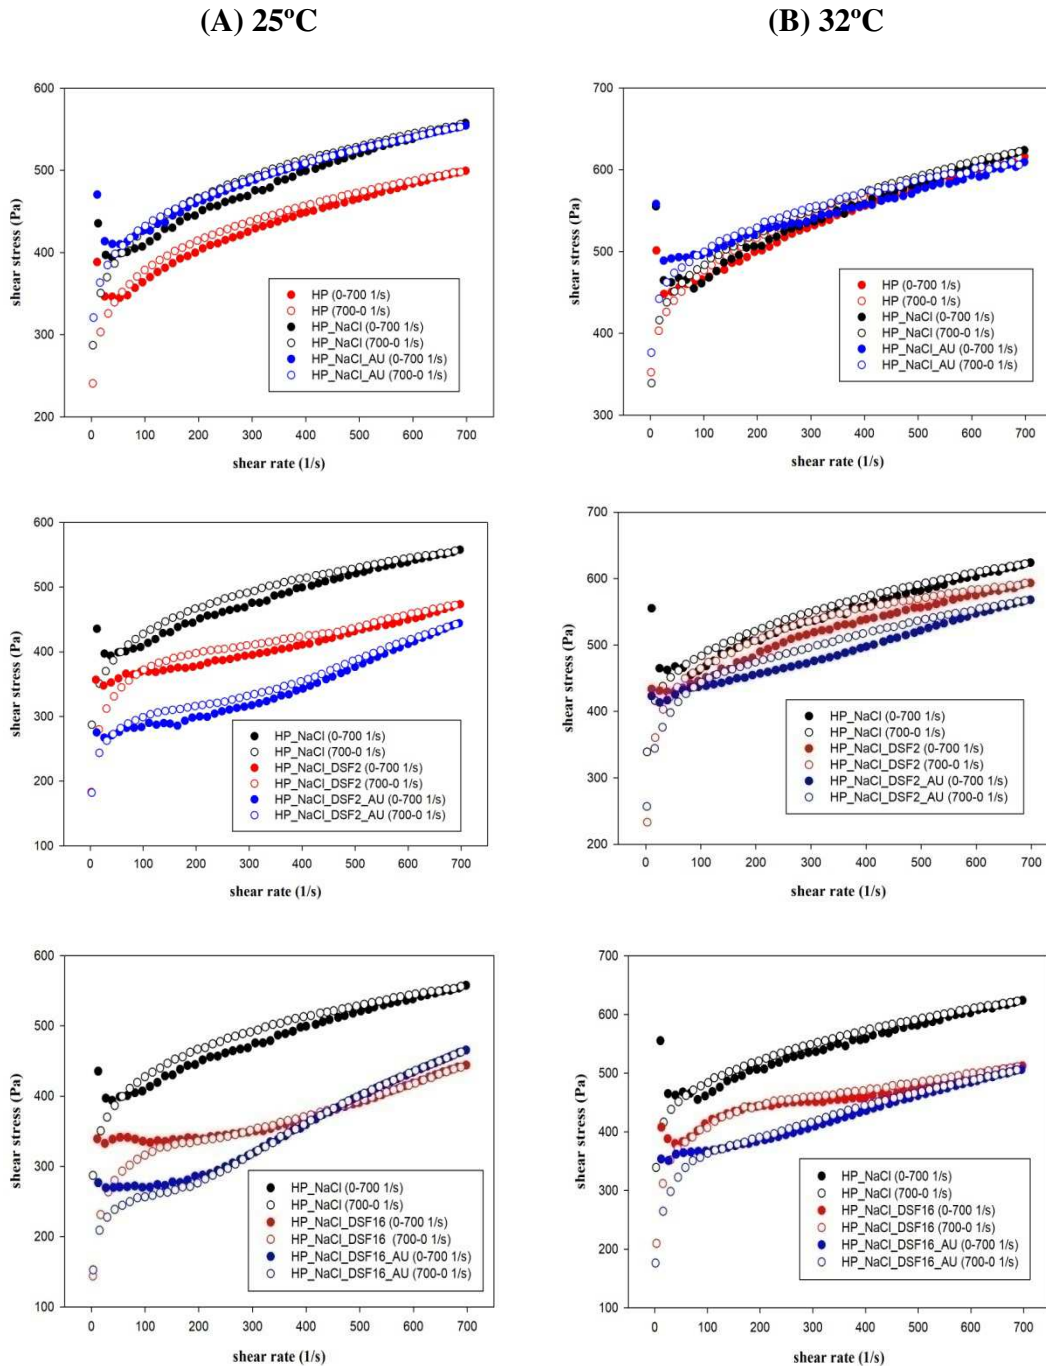 (A) 25ºC
(B) 32ºC
600
500
400
300
200
shear stress (Pa)
HP (0-700 1/s)
HP (700-0 1/s)
HP_NaCl (0-700 1/s)
HP_NaCl (700-0 1/s)
HP_NaCl_AU (0-700 1/s)
HP_NaCl_AU (700-0 1/s)
0 100 200 300 400 500 600 700
shear rate (1/s)
700
600
500
400
300
shear stress (Pa)
HP (0-700 1/s)
HP (700-0 1/s)
HP_NaCl (0-700 1/s)
HP_NaCl (700-0 1/s)
HP_NaCl_AU (0-700 1/s)
HP_NaCl_AU (700-0 1/s)
0 100 200 300 400 500 600 700
shear rate (1/s)
600
500
400
300
200
100
shear stress (Pa)
HP_NaCl (0-700 1/s)
HP_NaCl (700-0 1/s)
HP_NaCl_DSF2 (0-700 1/s)
HP_NaCl_DSF2 (700-0 1/s)
HP_NaCl_DSF2_AU (0-700 1/s)
HP_NaCl_DSF2_AU (700-0 1/s)
0 100 200 300 400 500 600 700
shear rate (1/s)
700
600
500
400
300
200
shear stress (Pa)
HP_NaCl (0-700 1/s)
HP_NaCl (700-0 1/s)
HP_NaCl_DSF2 (0-700 1/s)
HP_NaCl_DSF2 (700-0 1/s)
HP_NaCl_DSF2_AU (0-700 1/s)
HP_NaCl_DSF2_AU (700-0 1/s)
0 100 200 300 400 500 600 700
shear rate (1/s)
600
500
400
300
200
100
shear stress (Pa)
HP_NaCl (0-700 1/s)
HP_NaCl (700-0 1/s)
HP_NaCl_DSF16 (0-700 1/s)
HP_NaCl_DSF16 (700-0 1/s)
HP_NaCl_DSF16_AU (0-700 1/s)
HP_NaCl_DSF16_AU (700-0 1/s)
0 100 200 300 400 500 600 700
shear rate (1/s)
700
600
500
400
300
200
100
shear stress (Pa)
HP_NaCl (0-700 1/s)
HP_NaCl (700-0 1/s)
HP_NaCl_DSF16 (0-700 1/s)
HP_NaCl_DSF16 (700-0 1/s)
HP_NaCl_DSF16_AU (0-700 1/s)
HP_NaCl_DSF16_AU (700-0 1/s)
0 100 200 300 400 500 600 700
shear rate (1/s)